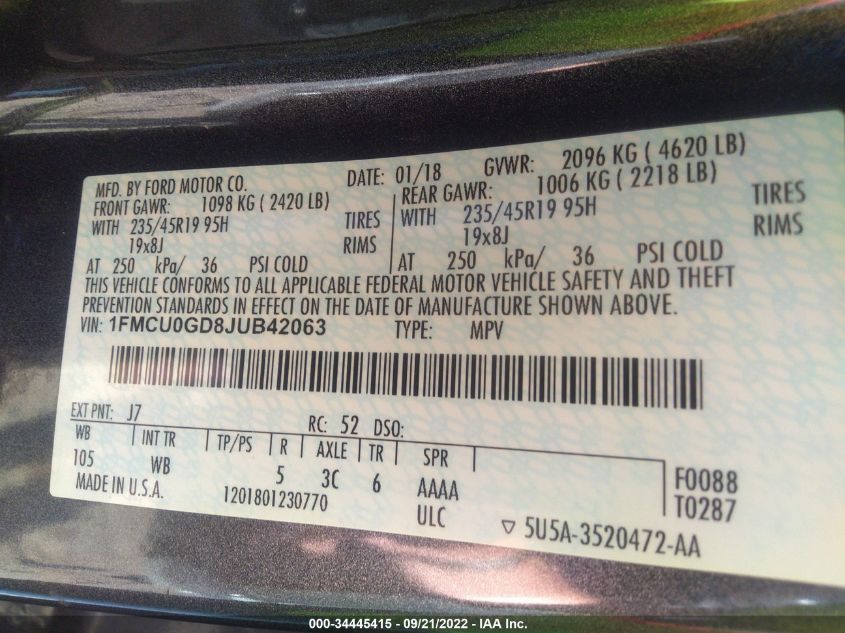 MFD. BY FORD MOTOR CO. DATE: 01/18 GVWR: 2096 KG ( 4620 LB)
FRONT GAWR: 1098 KG ( 2420 LB) REAR GAWR: 1006 KG ( 2218 LB)
WITH 235/45R19 95H TIRES WITH 235/45R19 95H TIRES
19x8J RIMS 19x8J RIMS
AT 250 kPa/ 36 PSI COLD AT 250 kPa/ 36 PSI COLD
THIS VEHICLE CONFORMS TO ALL APPLICABLE FEDERAL MOTOR VEHICLE SAFETY AND THEFT
PREVENTION STANDARDS IN EFFECT ON THE DATE OF MANUFACTURE SHOWN ABOVE.
VIN: 1FMCU0GD8JUB42063 TYPE: MPV
EXT PNT: J7 RC: 52 DSO:
WB INT TR TP/PS R AXLE TR SPR
105 WB 5 3C 6 AAAA F0088
MADE IN U.S.A. 1201801230770 ULC T0287
▽ 5U5A-3520472-AA
000-34445415 - 09/21/2022 - IAA Inc.